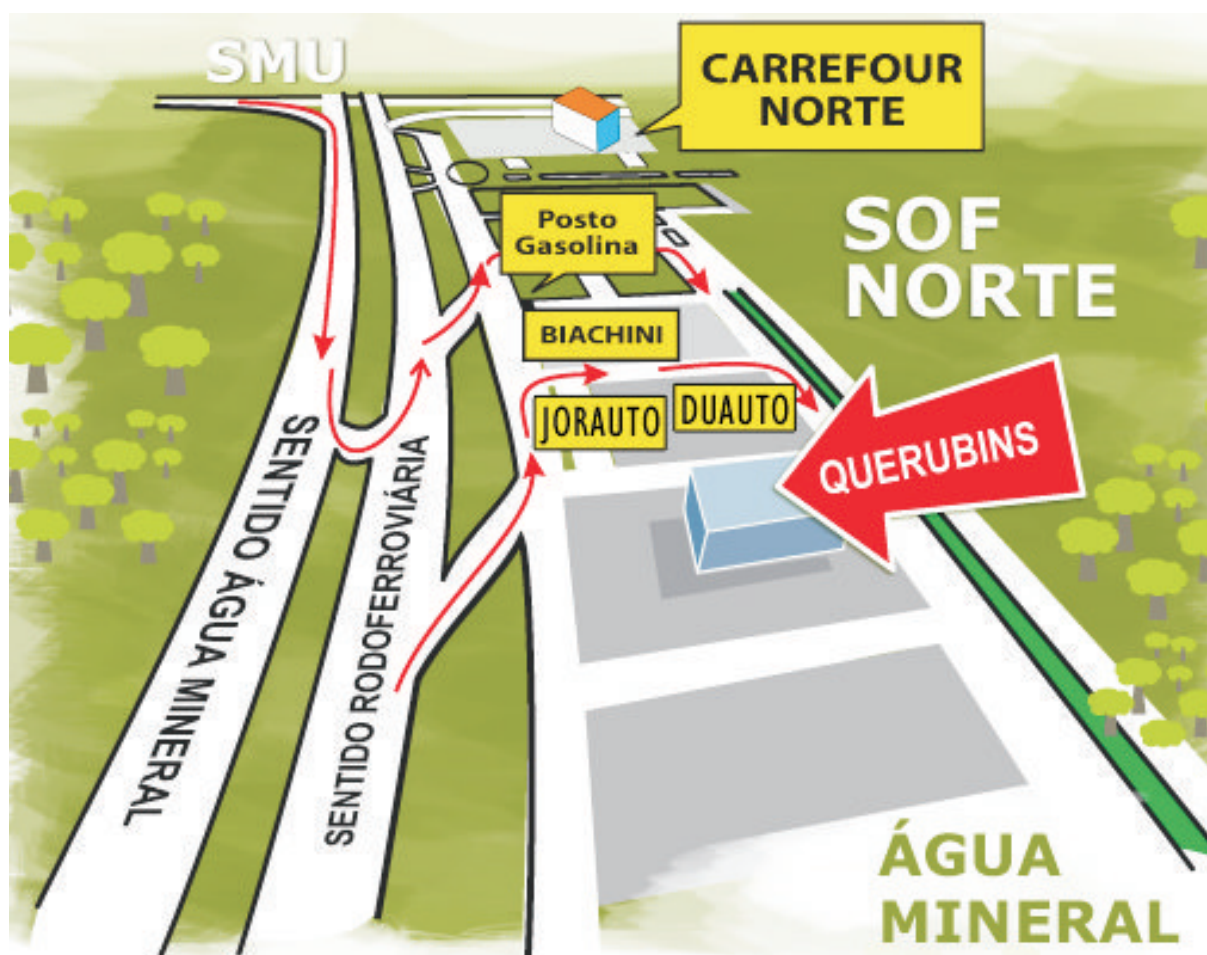 SMU
CARREFOUR
NORTE
SOF
NORTE
Posto
Gasolina
BIACHINI
JORAUTO
DUAUTO
QUERUBINS
SENTIDO ÁGUA MINERAL
SENTIDO RODOFERROVIÁRIA
ÁGUA
MINERAL